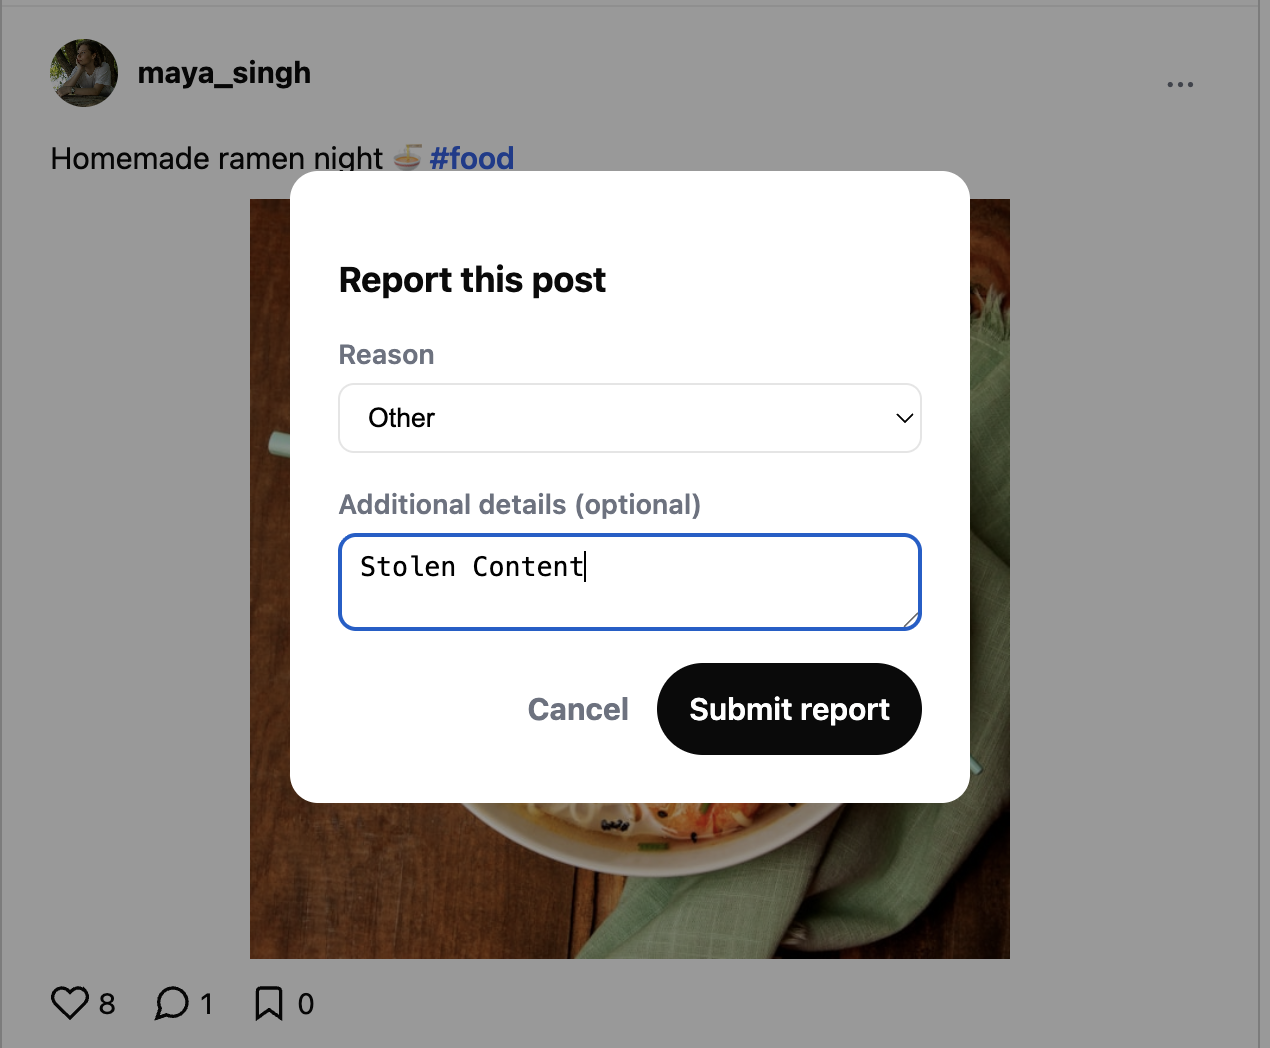 maya_singh
...
Homemade ramen night 🍜 #food
Report this post
Reason
Other
Additional details (optional)
Stolen Content
Cancel Submit report
8 1 0